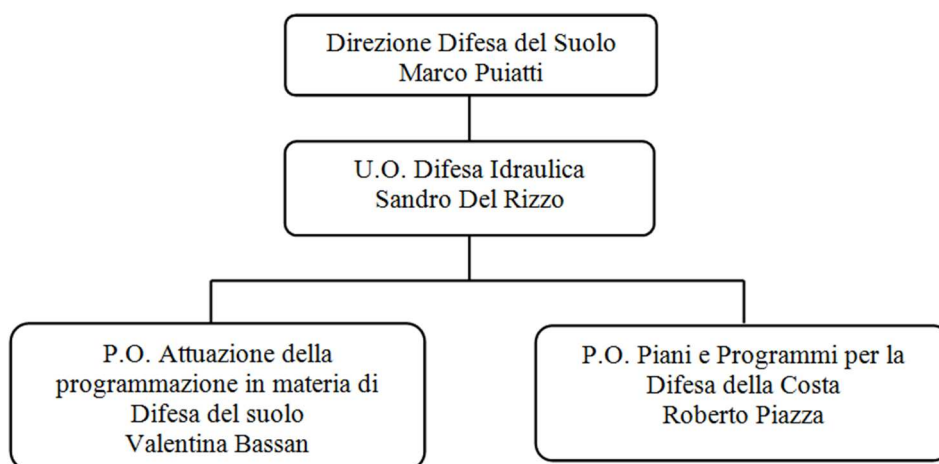 Direzione Difesa del Suolo
Marco Puiatti
U.O. Difesa Idraulica
Sandro Del Rizzo
P.O. Attuazione della
programmazione in materia di
Difesa del suolo
Valentina Bassan
P.O. Piani e Programmi per la
Difesa della Costa
Roberto Piazza